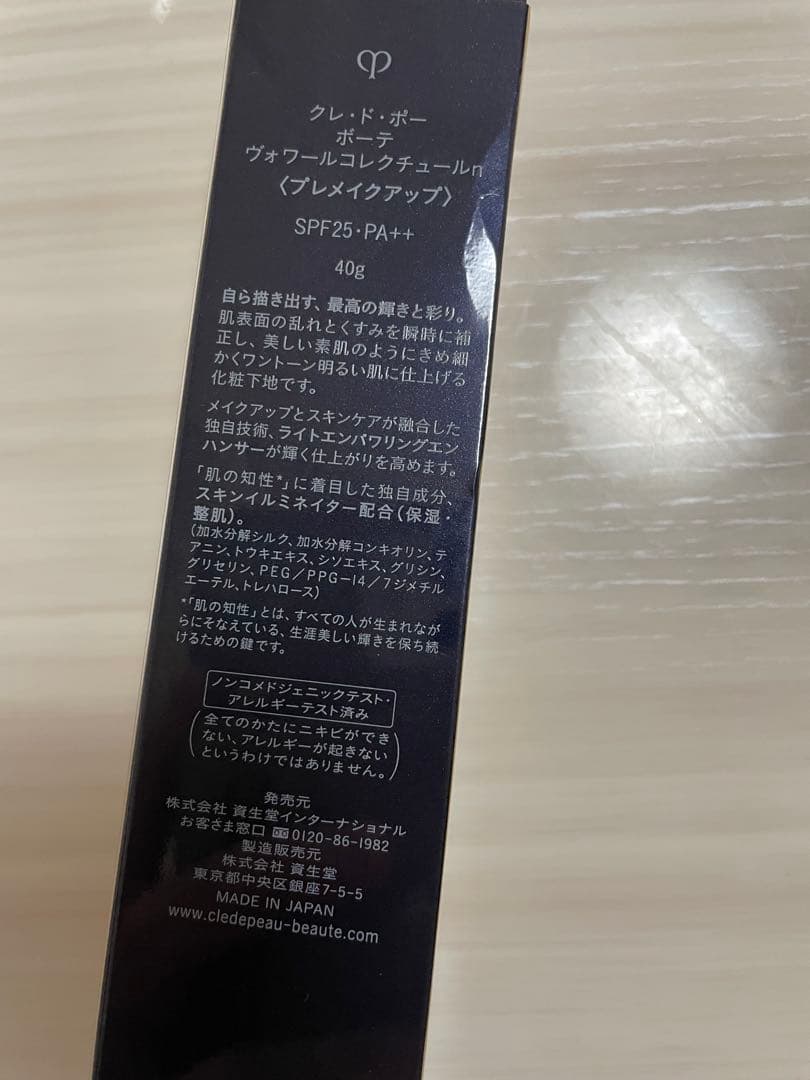 クレ・ド・ポー
ボーテ
ヴォワールコレクチュールn
〈プレメイクアップ〉
SPF25・PA++
40g
自ら描き出す、最高の輝きと彩り。
肌表面の乱れとくすみを瞬時に補
正し、美しい素肌のようにきめ細
かくワントーン明るい肌に仕上げる
化粧下地です。
メイクアップとスキンケアが融合した
独自技術、ライトエンパワリングエン
ハンサーが輝く仕上がりを高めます。
「肌の知性*」に着目した独自成分、
スキンイルミネイター配合(保湿・
整肌)。
(加水分解シルク、加水分解コンキオリン、テ
アニン、トウキエキス、シソエキス、グリシン、
グリセリン、PEG/PPG-14/7ジメチル
エーテル、トレハロース)
*「肌の知性」とは、すべての人が生まれなが
らにそなえている、生涯美しい輝きを保ち続
けるための鍵です。
ノンコメドジェニックテスト・
アレルギーテスト済み
(全てのかたにニキビができ
ない、アレルギーが起きない
というわけではありません。)
発売元
株式会社 資生堂インターナショナル
お客さま窓口 0120-86-1982
製造販売元
株式会社 資生堂
東京都中央区銀座7-5-5
MADE IN JAPAN
www.cledepeau-beaute.com